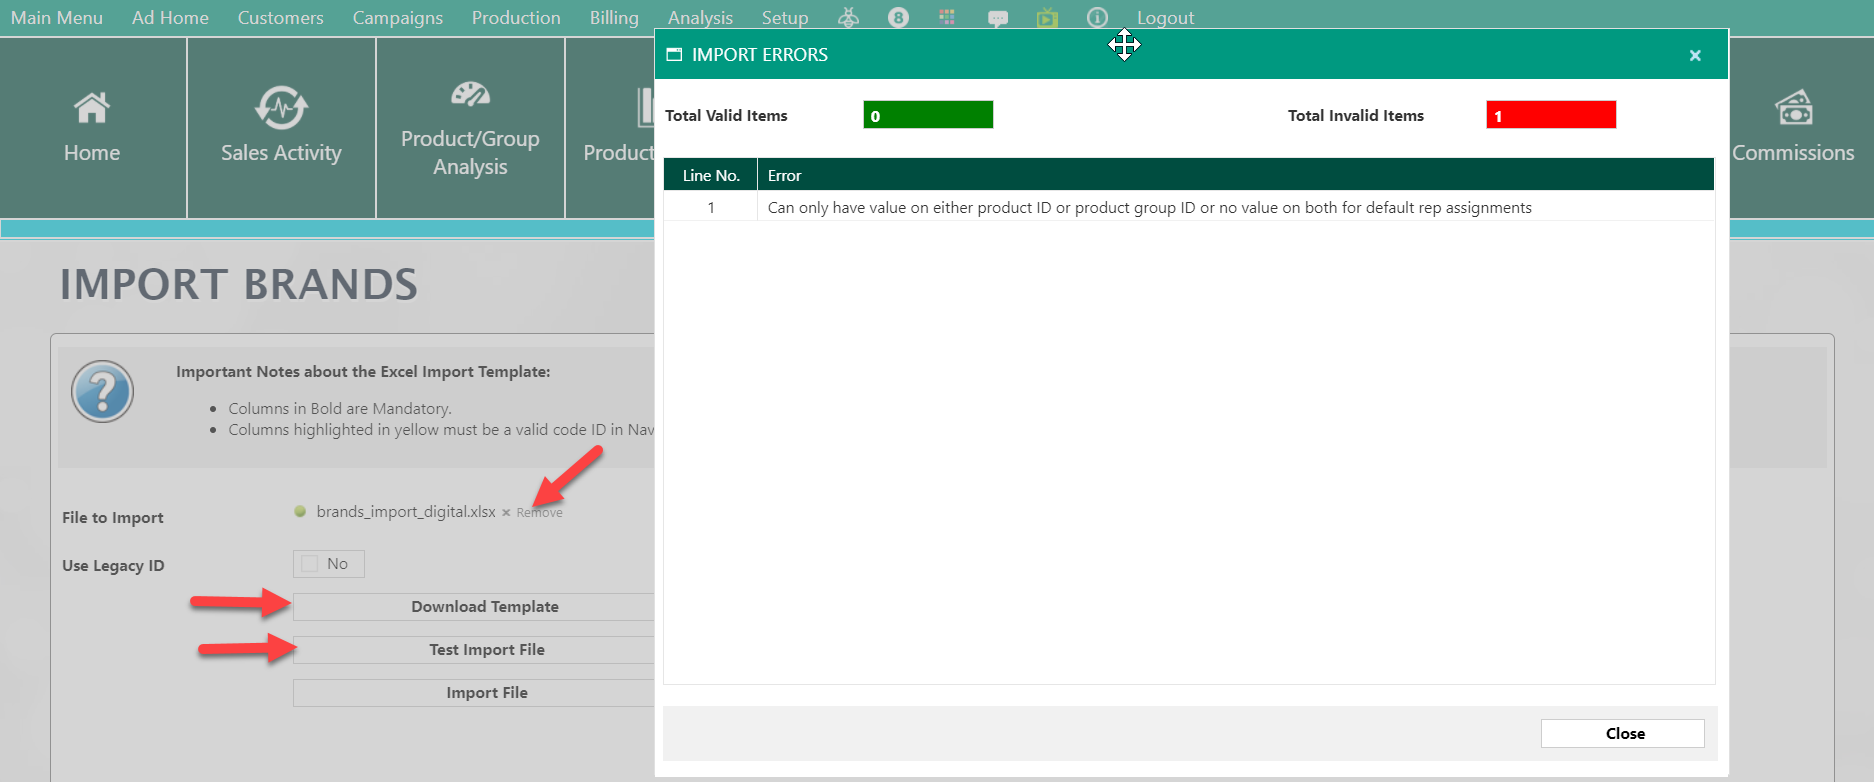 Main Menu Ad Home Customers Campaigns Production Billing Analysis Setup 8 Logout
Home
Sales Activity
Product/Group
Analysis
Product
Commissions
IMPORT BRANDS
Important Notes about the Excel Import Template:
• Columns in Bold are Mandatory.
• Columns highlighted in yellow must be a valid code ID in Nav
File to Import
brands_import_digital.xlsx × Remove
Use Legacy ID
No
Download Template
Test Import File
Import File
IMPORT ERRORS
Total Valid Items 0 Total Invalid Items 1
Line No. Error
1 Can only have value on either product ID or product group ID or no value on both for default rep assignments
Close